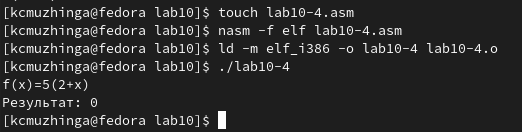 [kcmuzhinga@fedora lab10]$ touch lab10-4.asm
[kcmuzhinga@fedora lab10]$ nasm -f elf lab10-4.asm
[kcmuzhinga@fedora lab10]$ ld -m elf_i386 -o lab10-4 lab10-4.o
[kcmuzhinga@fedora lab10]$ ./lab10-4
f(x)=5(2+x)
Результат: 0
[kcmuzhinga@fedora lab10]$